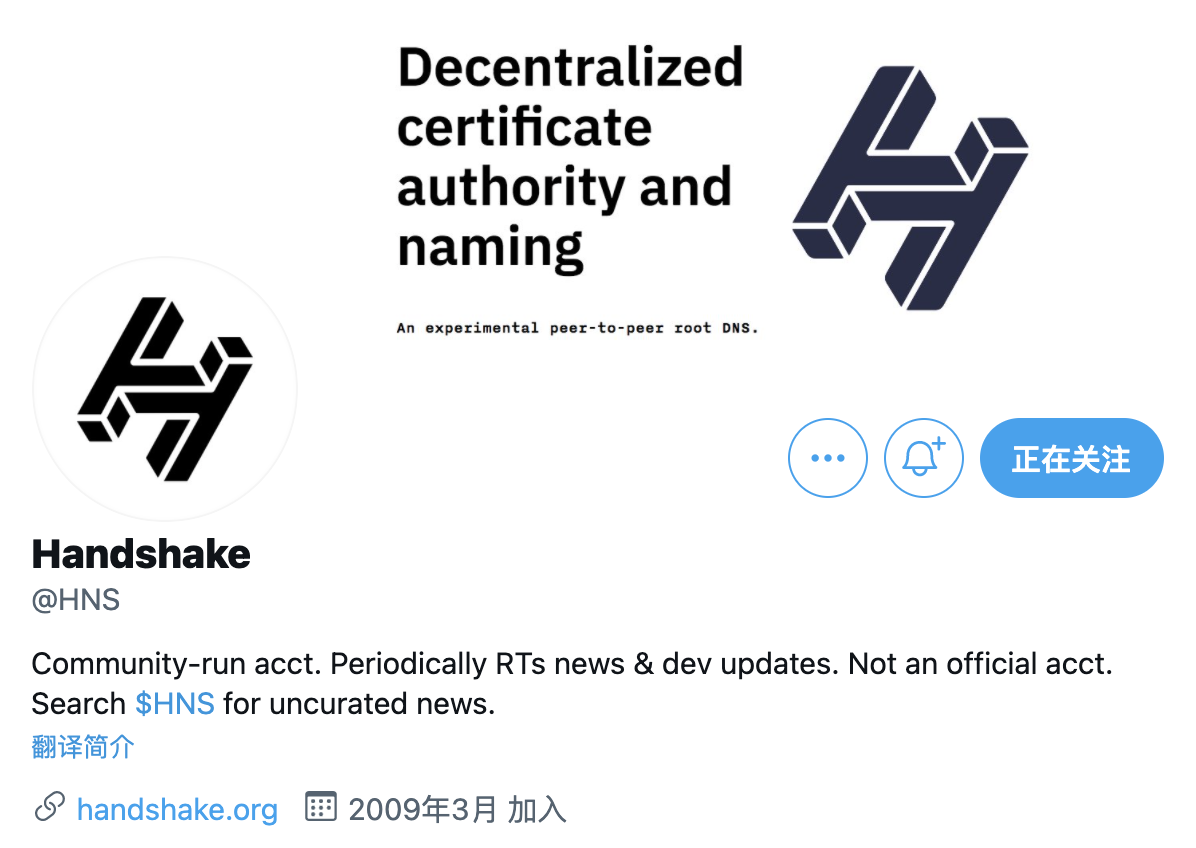 Decentralized
certificate
authority and
naming
An experimental peer-to-peer root DNS.
正在关注
Handshake
@HNS
Community-run acct. Periodically RTs news & dev updates. Not an official acct.
Search $HNS for uncurated news.
翻译简介
handshake.org 2009年3月 加入